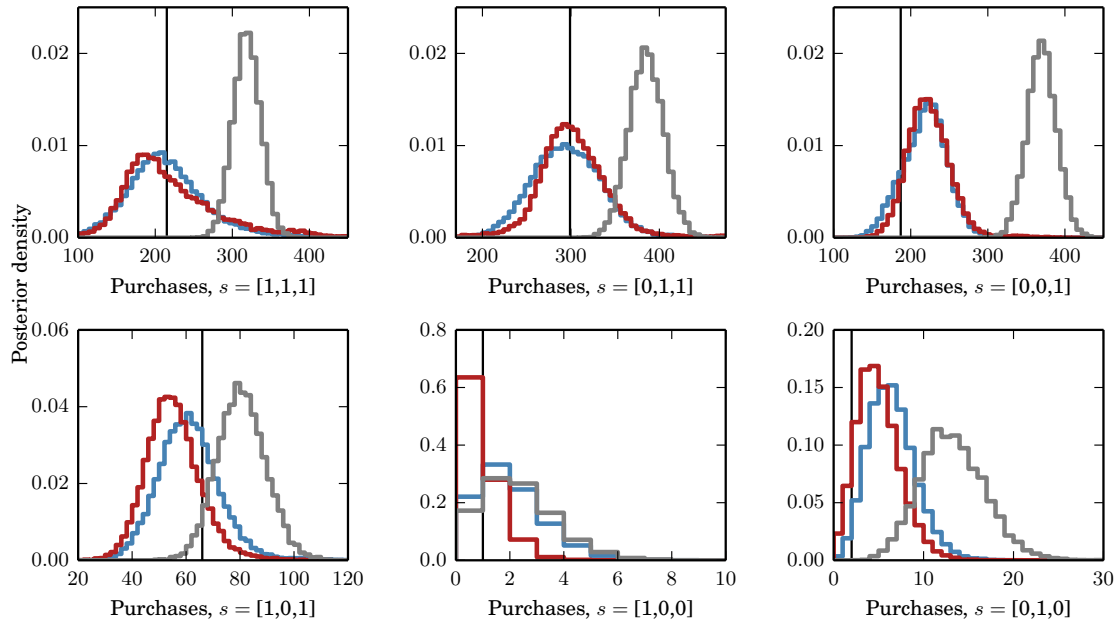 Posterior density
0.02
0.01
0.00
100 200 300 400
Purchases, s = [1,1,1]
0.02
0.01
0.00
200 300 400
Purchases, s = [0,1,1]
0.02
0.01
0.00
100 200 300 400
Purchases, s = [0,0,1]
0.06
0.04
0.02
0.00
20 40 60 80 100 120
Purchases, s = [1,0,1]
0.8
0.6
0.4
0.2
0.0
0 2 4 6 8 10
Purchases, s = [1,0,0]
0.20
0.15
0.10
0.05
0.00
0 10 20 30
Purchases, s = [0,1,0]